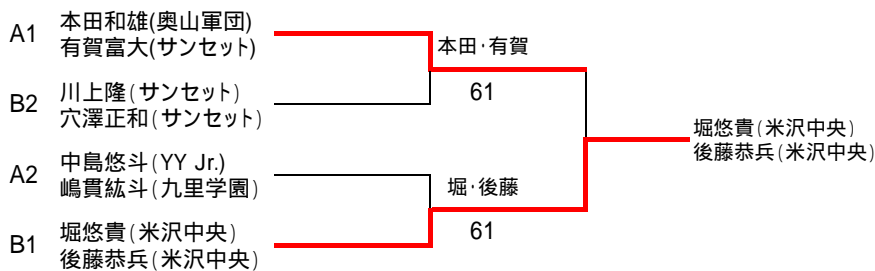 A1
本田和雄(奥山軍団)
有賀富大(サンセット)
本田・有賀
B2
川上隆(サンセット)
穴澤正和(サンセット)
61
堀悠貴(米沢中央)
後藤恭兵(米沢中央)
A2
中島悠斗(YY Jr.)
嶋貫紘斗(九里学園)
堀・後藤
B1
堀悠貴(米沢中央)
後藤恭兵(米沢中央)
61